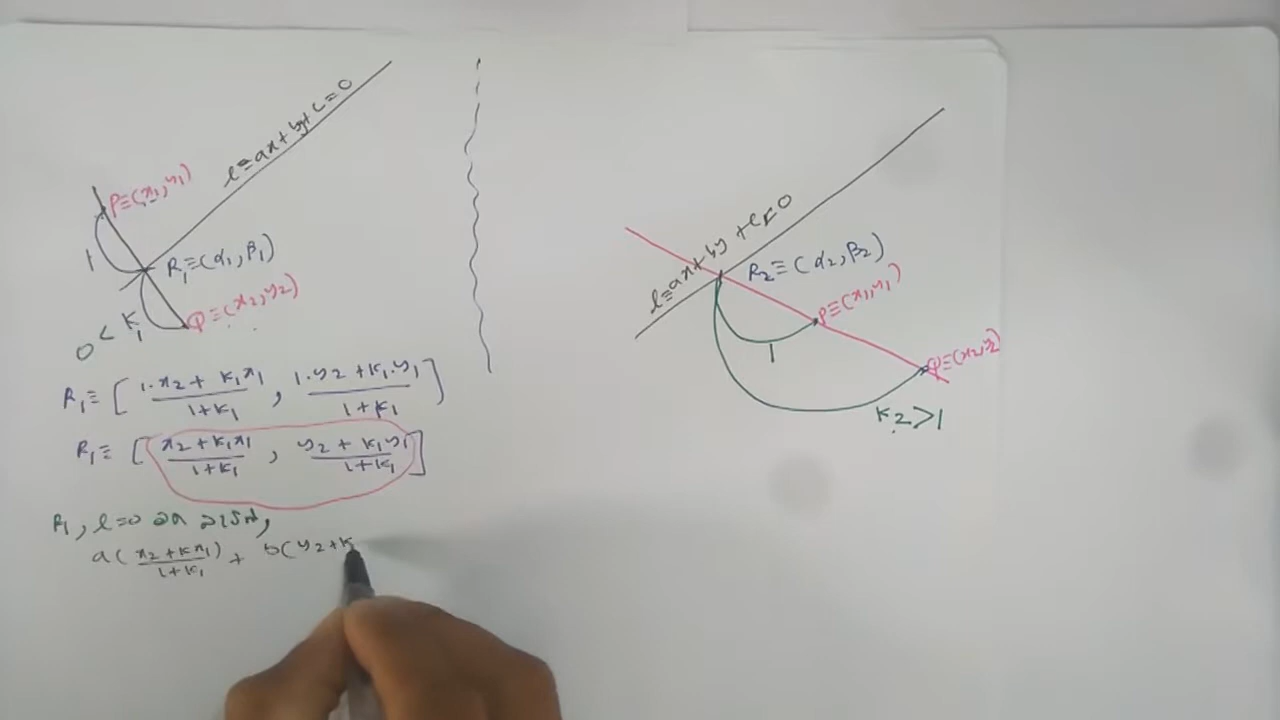 l≡ax+by+c=0
P≡(x₁,y₁)
1
R₁≡(α₁,β₁)
Q≡(x₂,y₂)
0<k₁
R₁≡[ (1.x₂+k₁x₁)/(1+k₁) , (1.y₂+k₁.y₁)/(1+k₁) ]
R₁≡[ (x₂+k₁x₁)/(1+k₁) , (y₂+k₁y₁)/(1+k₁) ]
R₁, l=0
a( (x₂+kx₁)/(1+k₁) ) + b(y₂+k
l≡ax+by+c=0
R₂≡(α₂,β₂)
P≡(x₁,y₁)
1
Q≡(x₂,y₂)
k₂>1